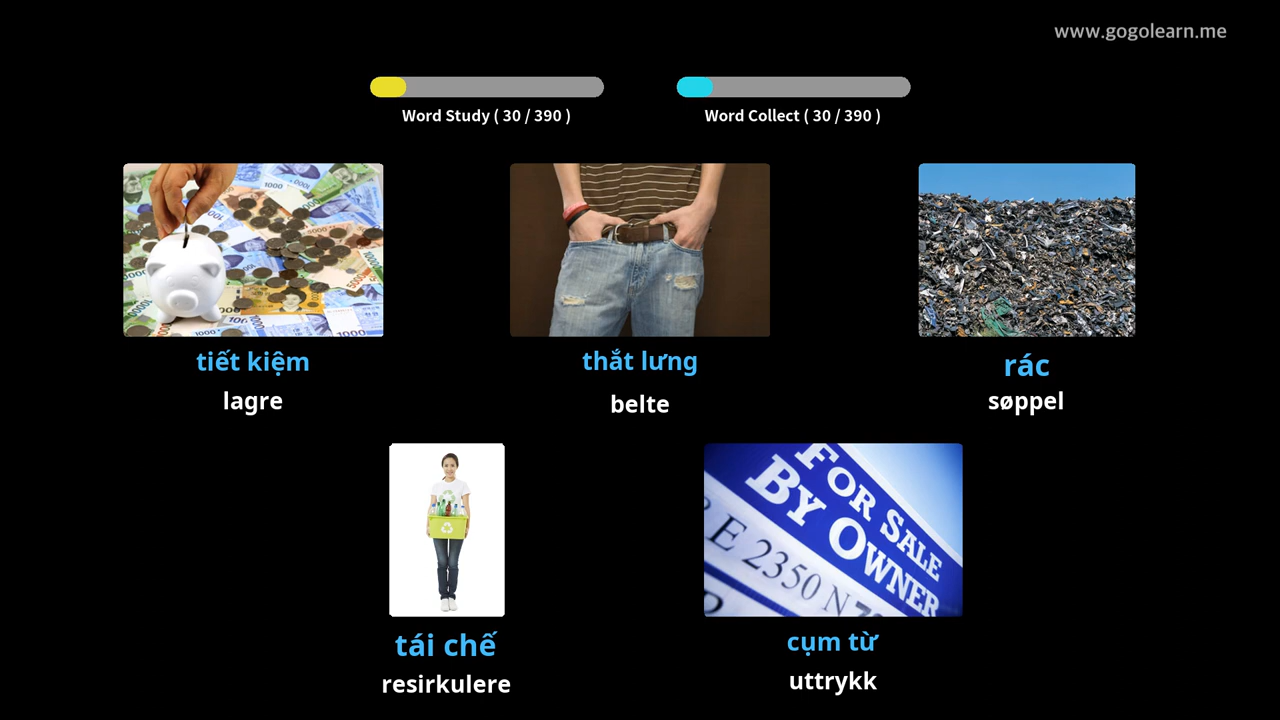 www.gogolearn.me
Word Study ( 30 / 390 )
Word Collect ( 30 / 390 )
tiết kiệm
lagre
thắt lưng
belte
rác
søppel
FOR SALE
BY OWNER
E 2350 N
tái chế
resirkulere
cụm từ
uttrykk